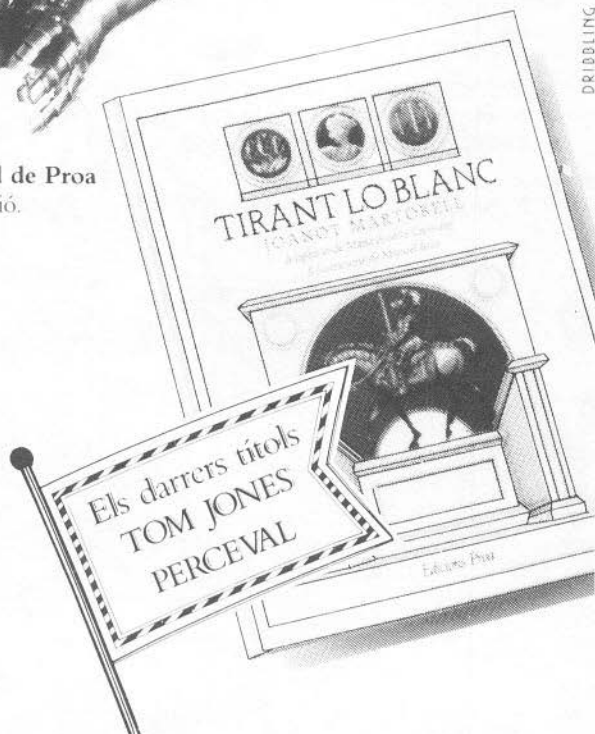 DRIBBLING
l de Proa
ió.
TIRANT LO BLANC
JOANOT MARTORELL
Edicions Proa
Els darrers títols
TOM JONES
PERCEVAL